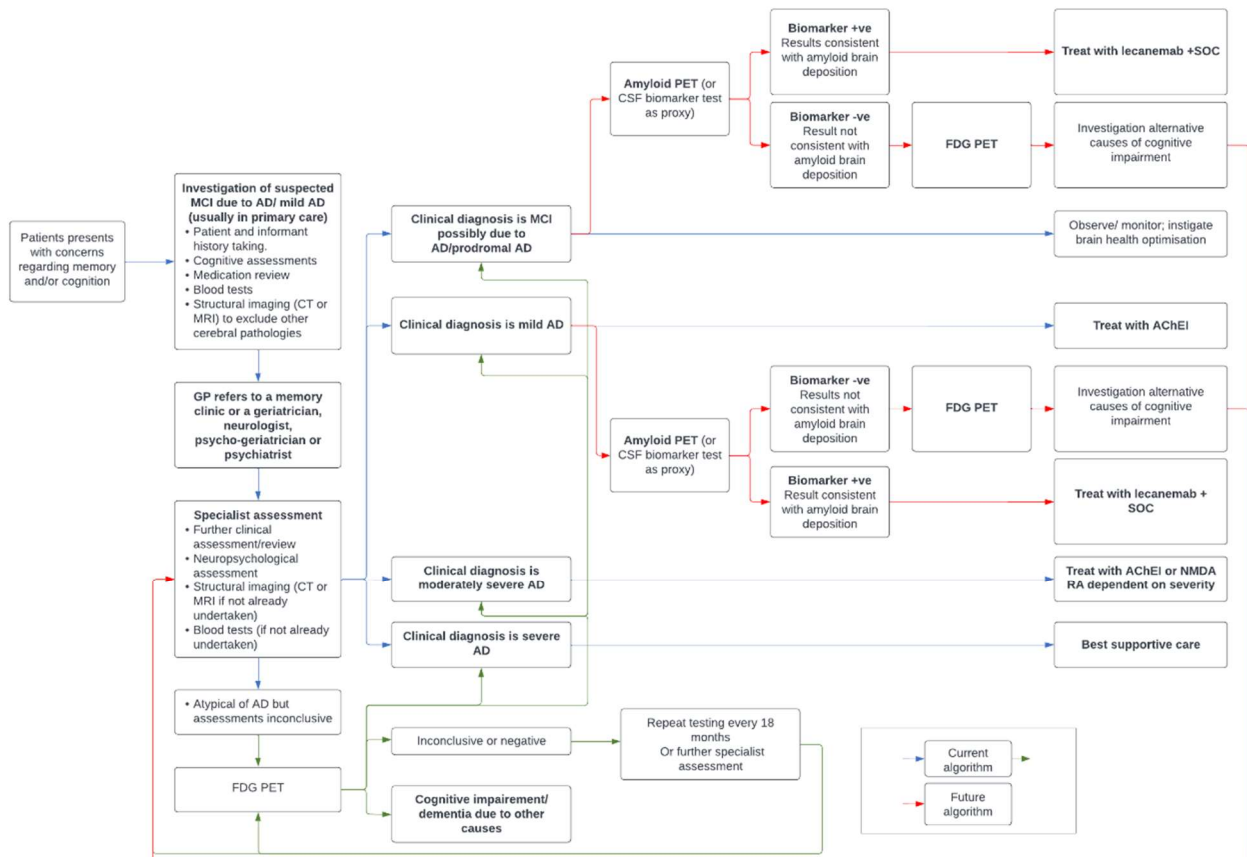 Patients presents
with concerns
regarding memory
and/or cognition
Investigation of suspected
MCI due to AD/ mild AD
(usually in primary care)
• Patient and informant
history taking.
• Cognitive assessments
• Medication review
• Blood tests
• Structural imaging (CT or
MRI) to exclude other
cerebral pathologies
GP refers to a memory
clinic or a geriatrician,
neurologist,
psycho-geriatrician or
psychiatrist
Specialist assessment
• Further clinical
assessment/review
• Neuropsychological
assessment
• Structural imaging (CT or
MRI if not already
undertaken)
• Blood tests (if not already
undertaken)
• Atypical of AD but
assessments inconclusive
FDG PET
Clinical diagnosis is MCI
possibly due to
AD/prodromal AD
Clinical diagnosis is mild AD
Clinical diagnosis is
moderately severe AD
Clinical diagnosis is severe
AD
Inconclusive or negative
Cognitive impairement/
dementia due to other
causes
Repeat testing every 18
months
Or further specialist
assessment
Amyloid PET (or
CSF biomarker test
as proxy)
Biomarker +ve
Results consistent
with amyloid brain
deposition
Biomarker -ve
Result not
consistent with
amyloid brain
deposition
FDG PET
Treat with lecanemab +SOC
Investigation alternative
causes of cognitive
impairment
Observe/ monitor; instigate
brain health optimisation
Treat with AChEI
Amyloid PET (or
CSF biomarker test
as proxy)
Biomarker -ve
Results not
consistent with
amyloid brain
deposition
Biomarker +ve
Result consistent
with amyloid brain
deposition
FDG PET
Investigation alternative
causes of cognitive
impairment
Treat with lecanemab +
SOC
Treat with AChEI or NMDA
RA dependent on severity
Best supportive care
Current
algorithm
Future
algorithm